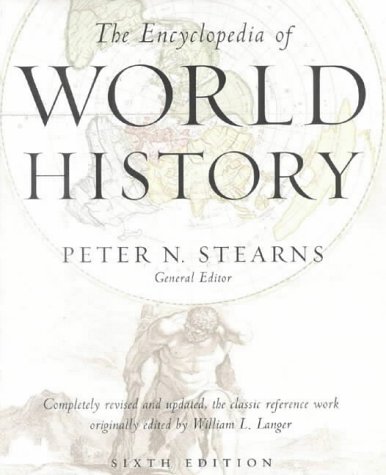 The Encyclopedia of
WORLD
HISTORY
PETER N. STEARNS
General Editor
Completely revised and updated, the classic reference work
originally edited by William L. Langer
SIXTH EDITION